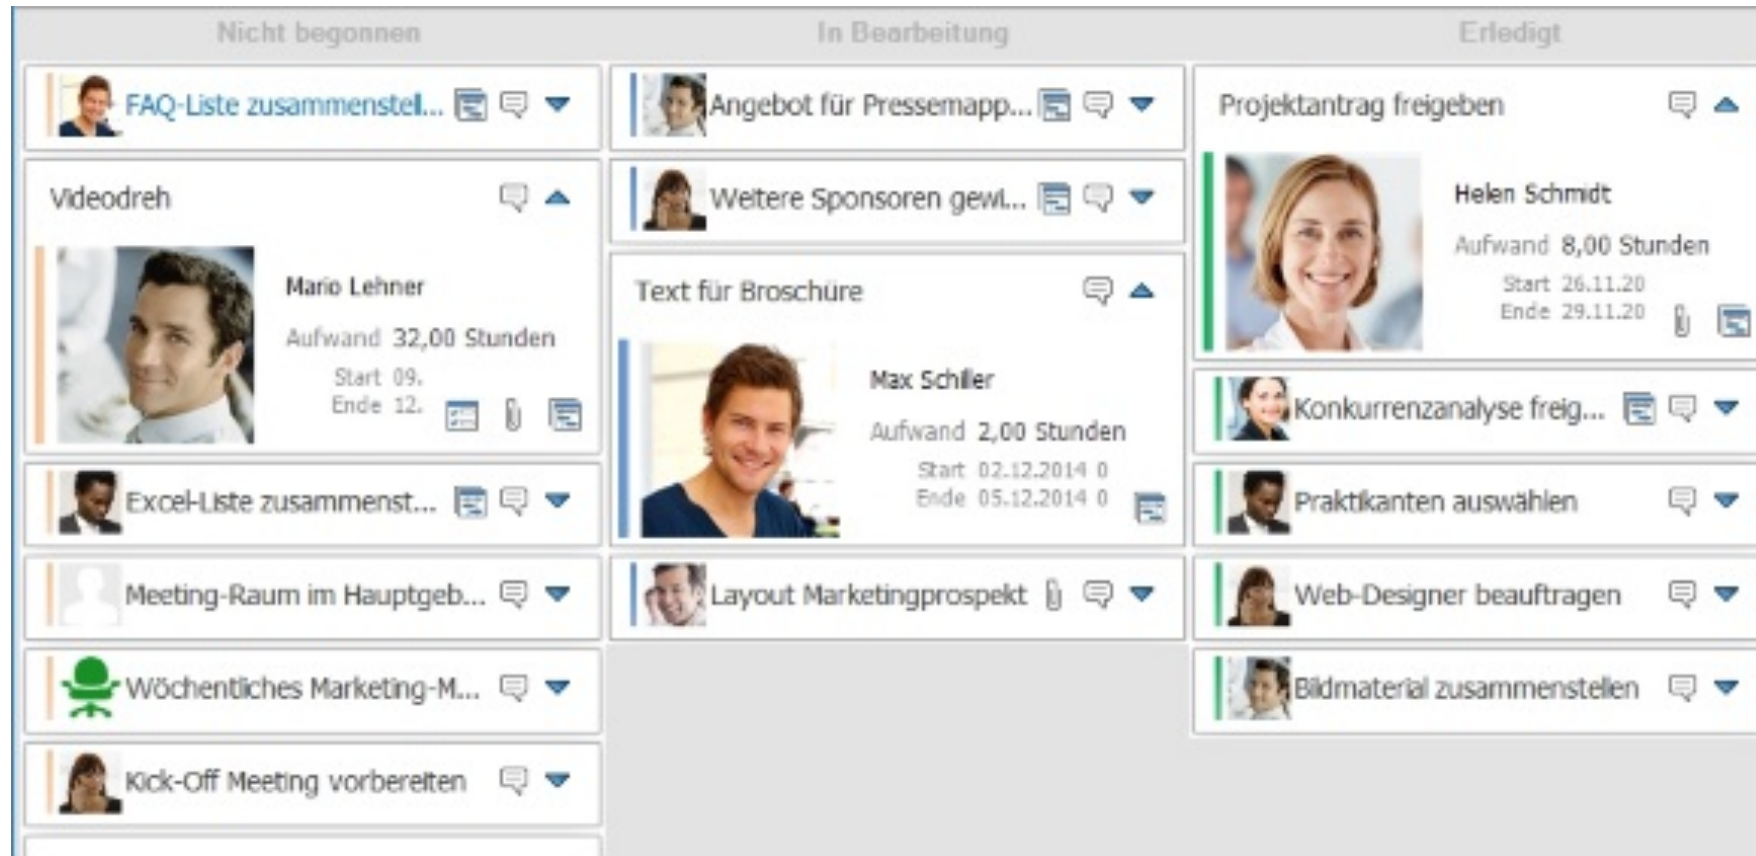 Nicht begonnen
In Bearbeitung
Erledigt
FAQ-Liste zusammenstell...
Videodreh
Mario Lehner
Aufwand 32,00 Stunden
Start 09.
Ende 12.
Excel-Liste zusammenst...
Meeting-Raum im Hauptgeb...
Wöchentliches Marketing-M...
Kick-Off Meeting vorbereiten
Angebot für Pressemapp...
Weitere Sponsoren gewi...
Text für Broschüre
Max Schiller
Aufwand 2,00 Stunden
Start 02.12.2014 0
Ende 05.12.2014 0
Layout Marketingprospekt
Projektantrag freigeben
Helen Schmidt
Aufwand 8,00 Stunden
Start 26.11.20
Ende 29.11.20
Konkurrenzanalyse freig...
Praktikanten auswählen
Web-Designer beauftragen
Bildmaterial zusammenstellen